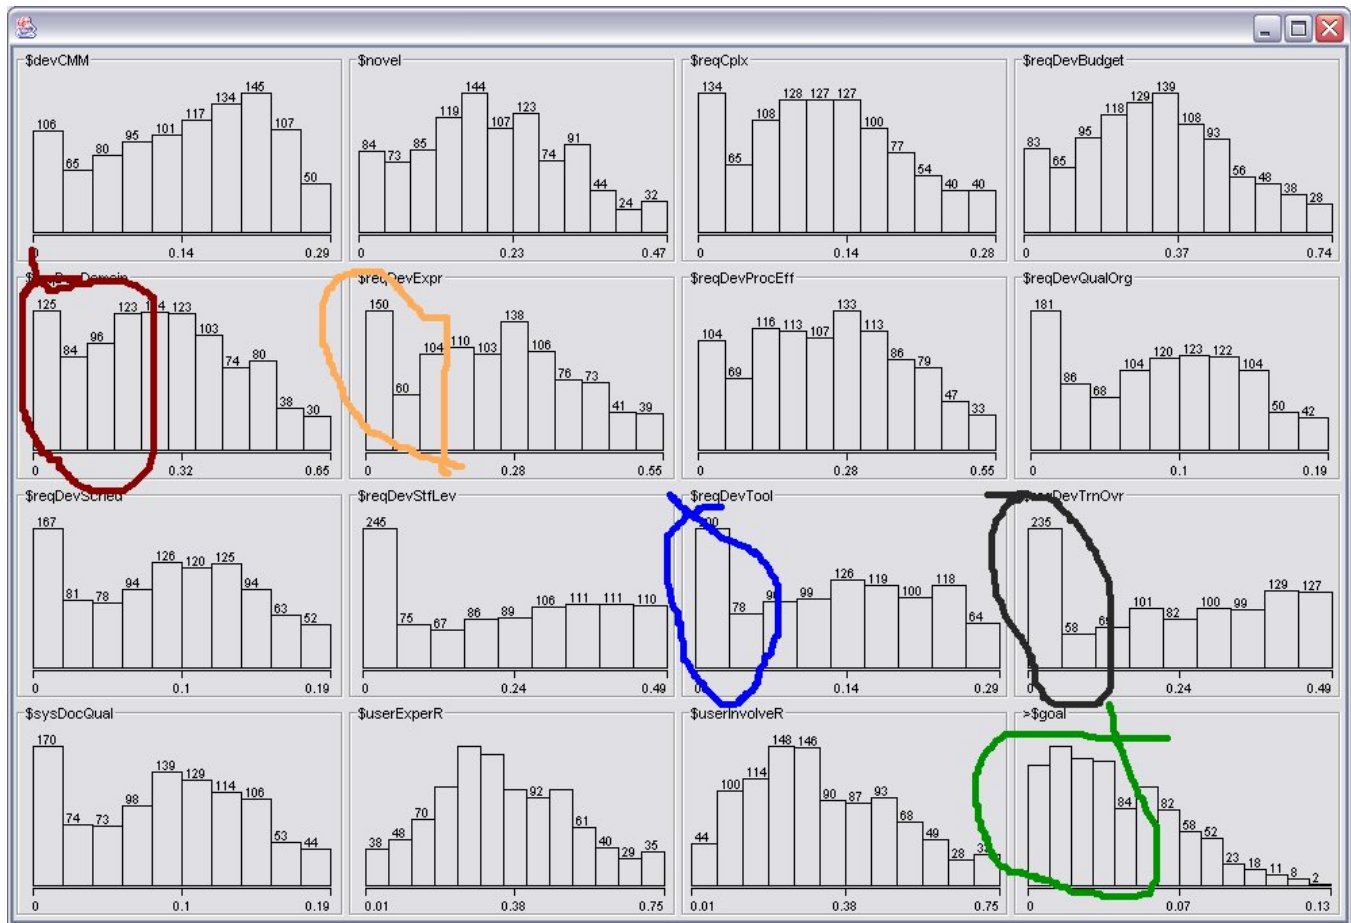 $devCMM $novel $reqCplx $reqDevBudget
106 65 80 95 101 117 134 145 107 50
84 73 85 119 144 107 123 74 91 44 24 32
134 65 108 128 127 127 100 77 54 40 40
83 65 95 118 129 139 108 93 56 48 38 28
0 0.14 0.29 0 0.23 0.47 0 0.14 0.28 0 0.37 0.74
$reqDevExpr $reqDevProcEff $reqDevQualOrg
125 84 96 123 123 103 74 80 38 30
150 60 104 110 103 138 106 76 73 41 39
104 69 116 113 107 133 113 86 79 47 33
181 86 68 104 120 123 122 104 50 42
0 0.32 0.65 0 0.28 0.55 0 0.28 0.55 0 0.1 0.19
$reqDevSched $reqDevStfLev $reqDevTool $reqDevTrnOvr
167 81 78 94 126 120 125 94 63 52
245 75 67 86 89 106 111 111 110
78 99 126 119 100 118 64
235 58 101 82 100 99 129 127
0 0.1 0.19 0 0.24 0.49 0.14 0.29 0 0.24 0.49
$sysDocQual $userExperR $userInvolveR >$goal
170 74 73 98 139 129 114 106 53 44
38 48 70 92 61 40 29 35
44 100 114 148 146 90 87 93 68 49 28
84 82 58 52 23 18 11 8 2
0 0.1 0.19 0.01 0.38 0.75 0.01 0.38 0.75 0 0.07 0.13